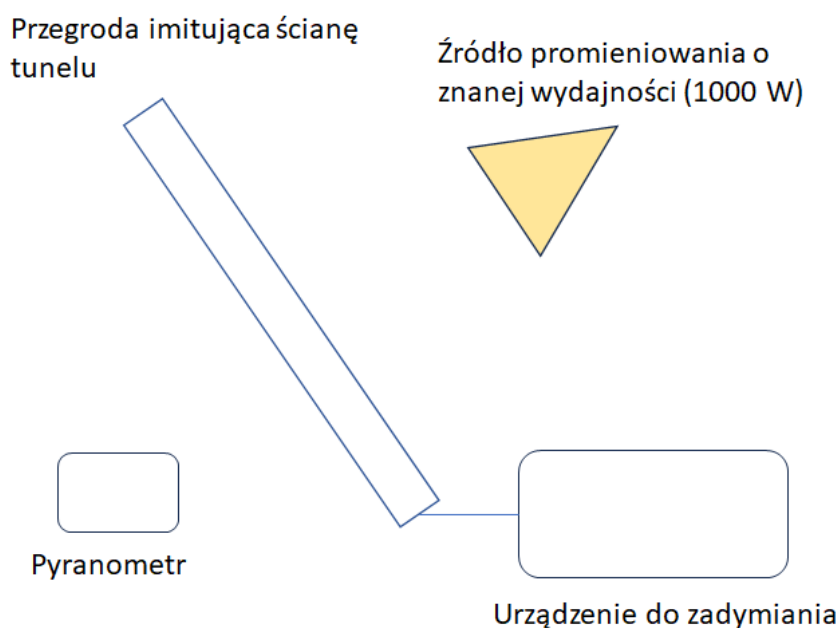 Przegroda imitująca ścianę
tunelu
Źródło promieniowania o
znanej wydajności (1000 W)
Pyranometr
Urządzenie do zadymiania